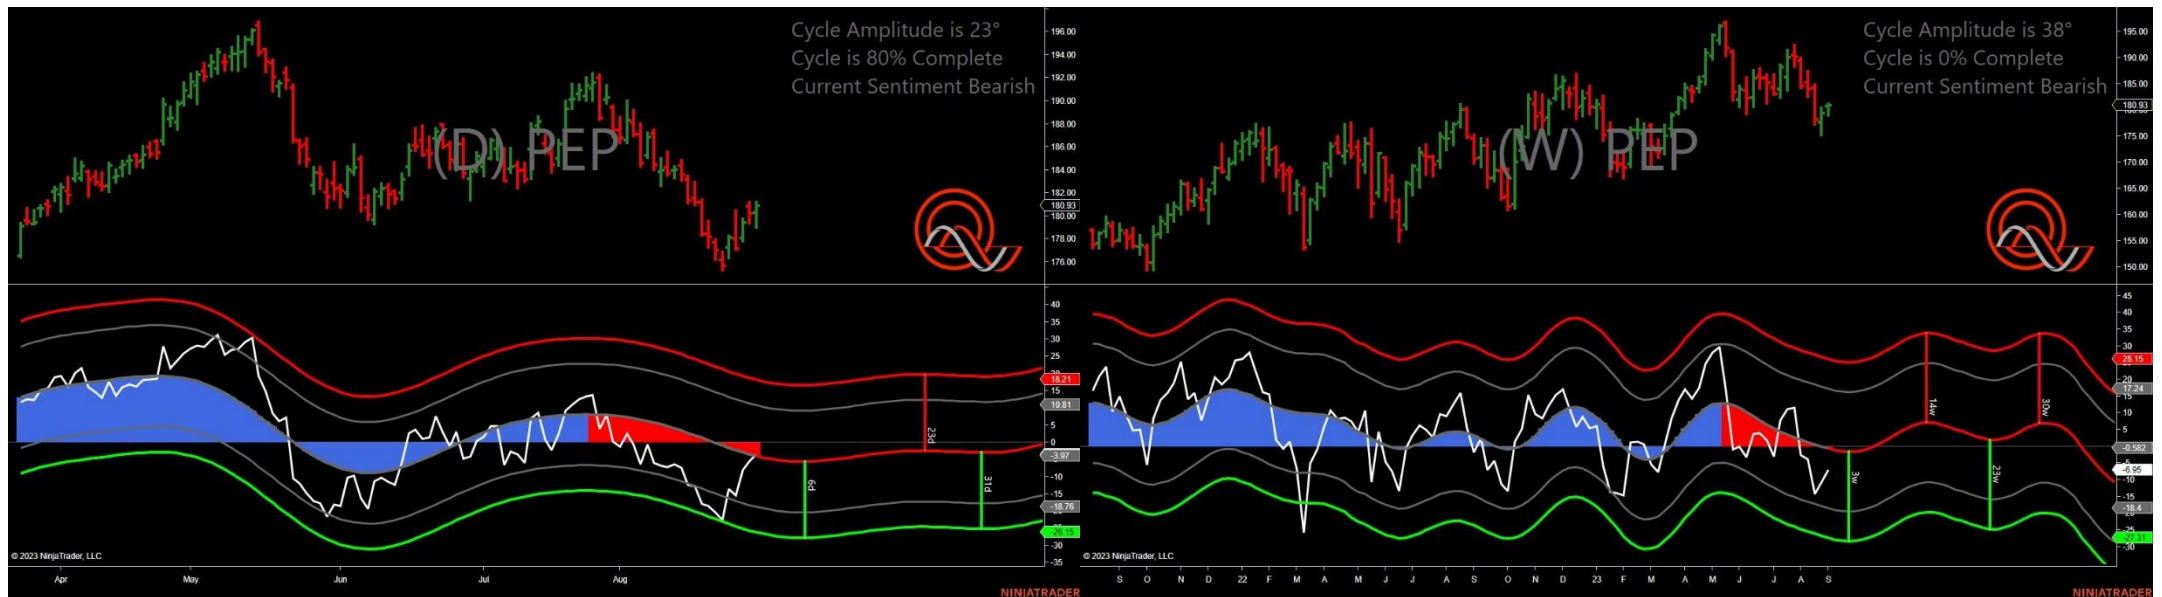 Cycle Amplitude is 23°
Cycle is 80% Complete
Current Sentiment Bearish
(D) PEP
196.00
194.00
192.00
190.00
188.00
186.00
184.00
182.00
180.93
180.00
178.00
176.00
40
35
30
25
18.21
15
10.81
5
0
-3.97
-10
-15
-18.76
-26.15
-30
-35
23d
6d
31d
© 2023 NinjaTrader, LLC
Apr May Jun Jul Aug
NINJATRADER
Cycle Amplitude is 38°
Cycle is 0% Complete
Current Sentiment Bearish
(W) PEP
195.00
190.00
185.00
180.93
175.00
170.00
165.00
160.00
155.00
150.00
45
40
35
30
26.15
20
17.24
10
5
-0.582
-6.95
-10
-15
-18.4
-25
-27.31
-30
14w
30w
3w
23w
© 2023 NinjaTrader, LLC
S O N D 22 F M A M J J A S O N D 23 F M A M J J A S
NINJATRADER